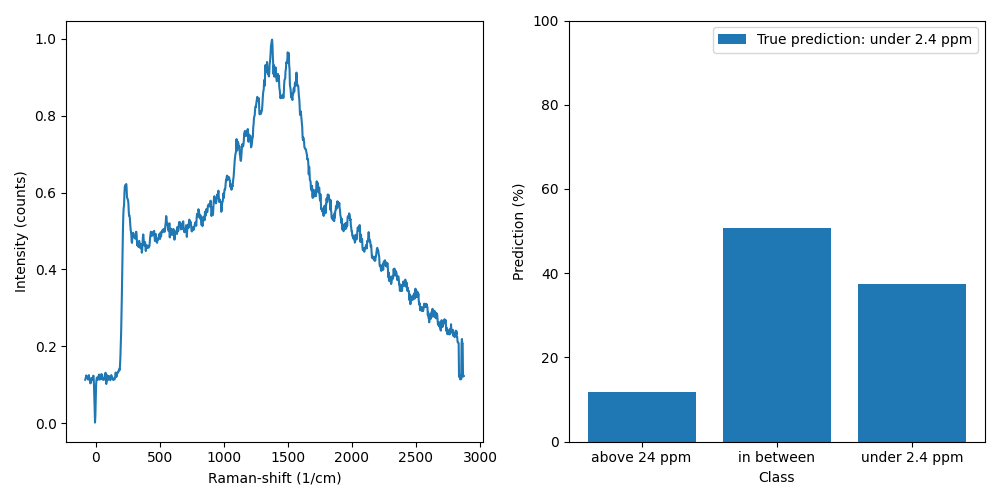 1.0
0.8
0.6
0.4
0.2
0.0
Intensity (counts)
0 500 1000 1500 2000 2500 3000
Raman-shift (1/cm)
100
80
60
40
20
0
Prediction (%)
True prediction: under 2.4 ppm
above 24 ppm in between under 2.4 ppm
Class